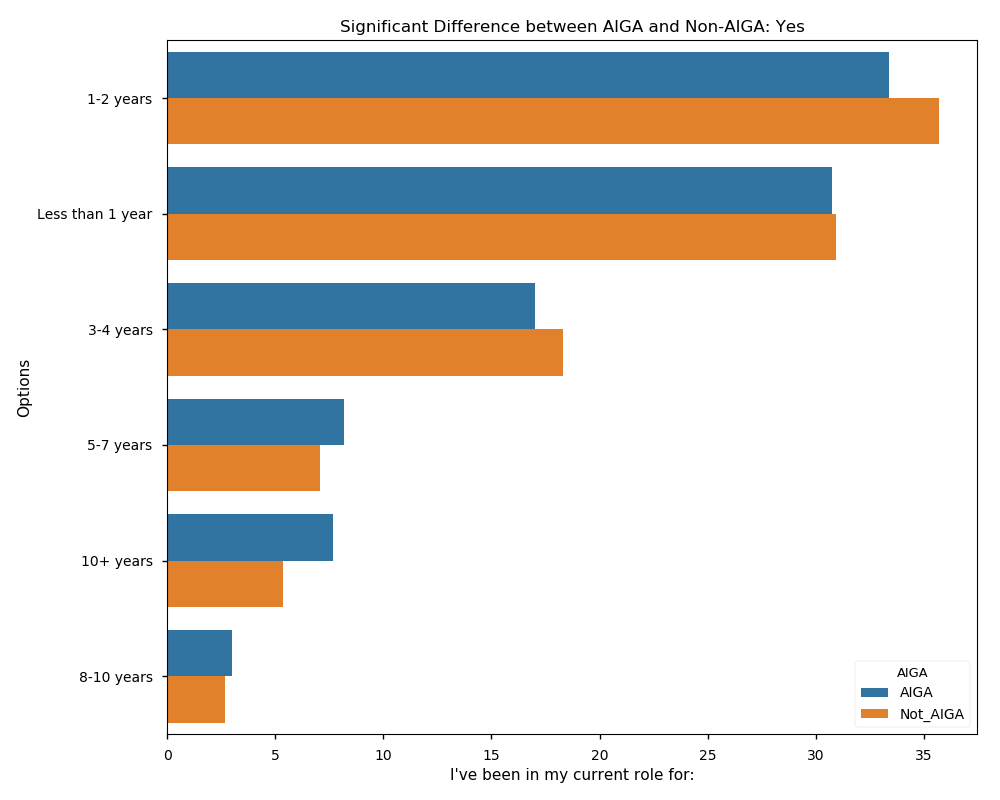 Significant Difference between AIGA and Non-AIGA: Yes
1-2 years
Less than 1 year
3-4 years
5-7 years
10+ years
8-10 years
Options
AIGA
AIGA
Not_AIGA
0 5 10 15 20 25 30 35
I've been in my current role for: